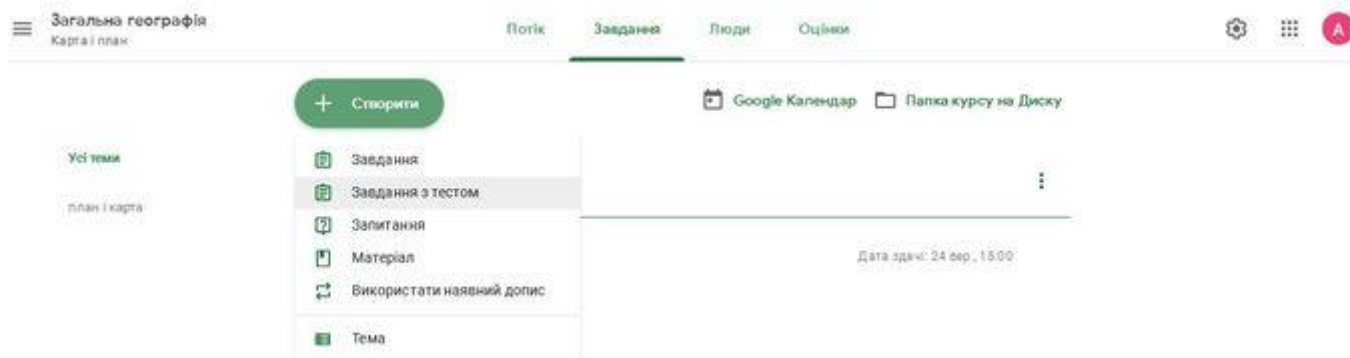 Загальна географія
Карта і план
Потік
Завдання
Люди
Оцінки
A
Створити
Google Календар
Папка курсу на Диску
Усі теми
план і карта
Завдання
Завдання з тестом
Запитання
Матеріал
Використати наявний допис
Тема
Дата здачі: 24 вер., 15:00